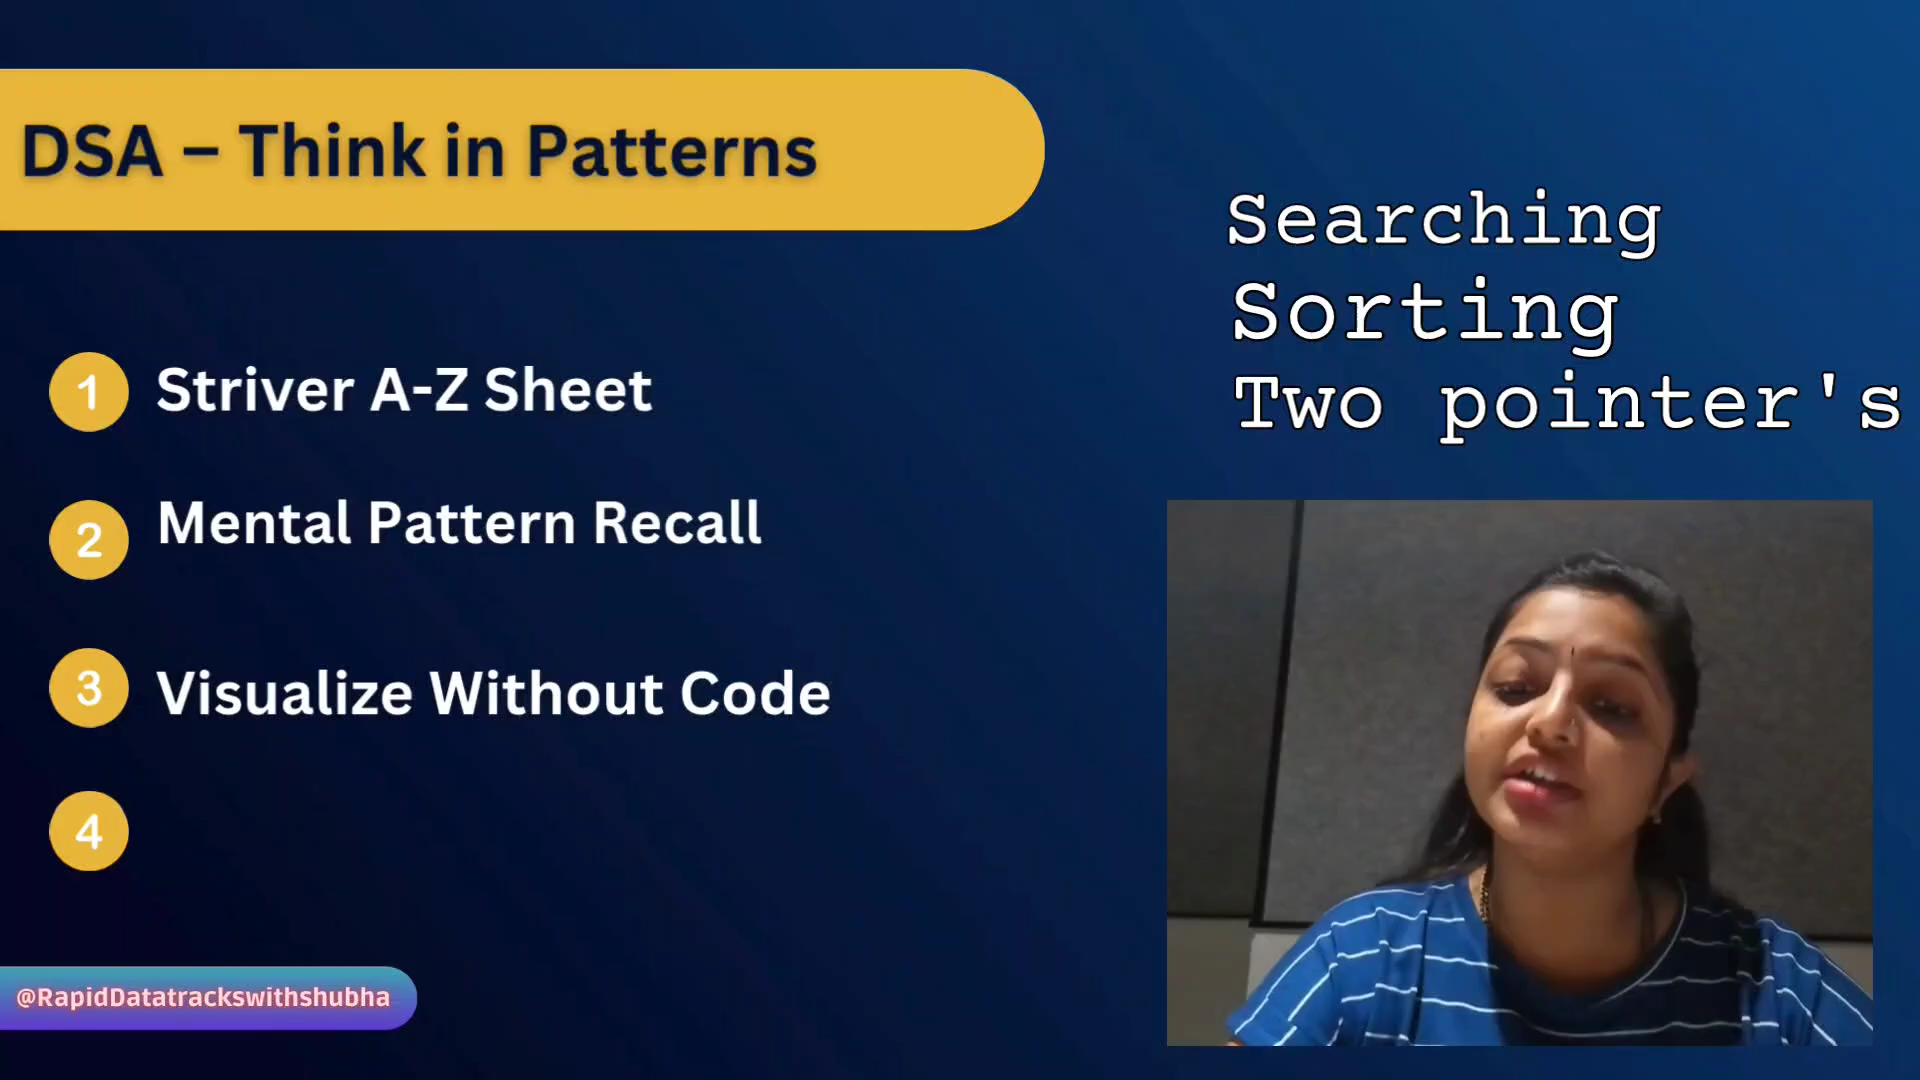 DSA – Think in Patterns
1 Striver A-Z Sheet
2 Mental Pattern Recall
3 Visualize Without Code
4
Searching
Sorting
Two pointer's
@RapidDatatrackswithshubha